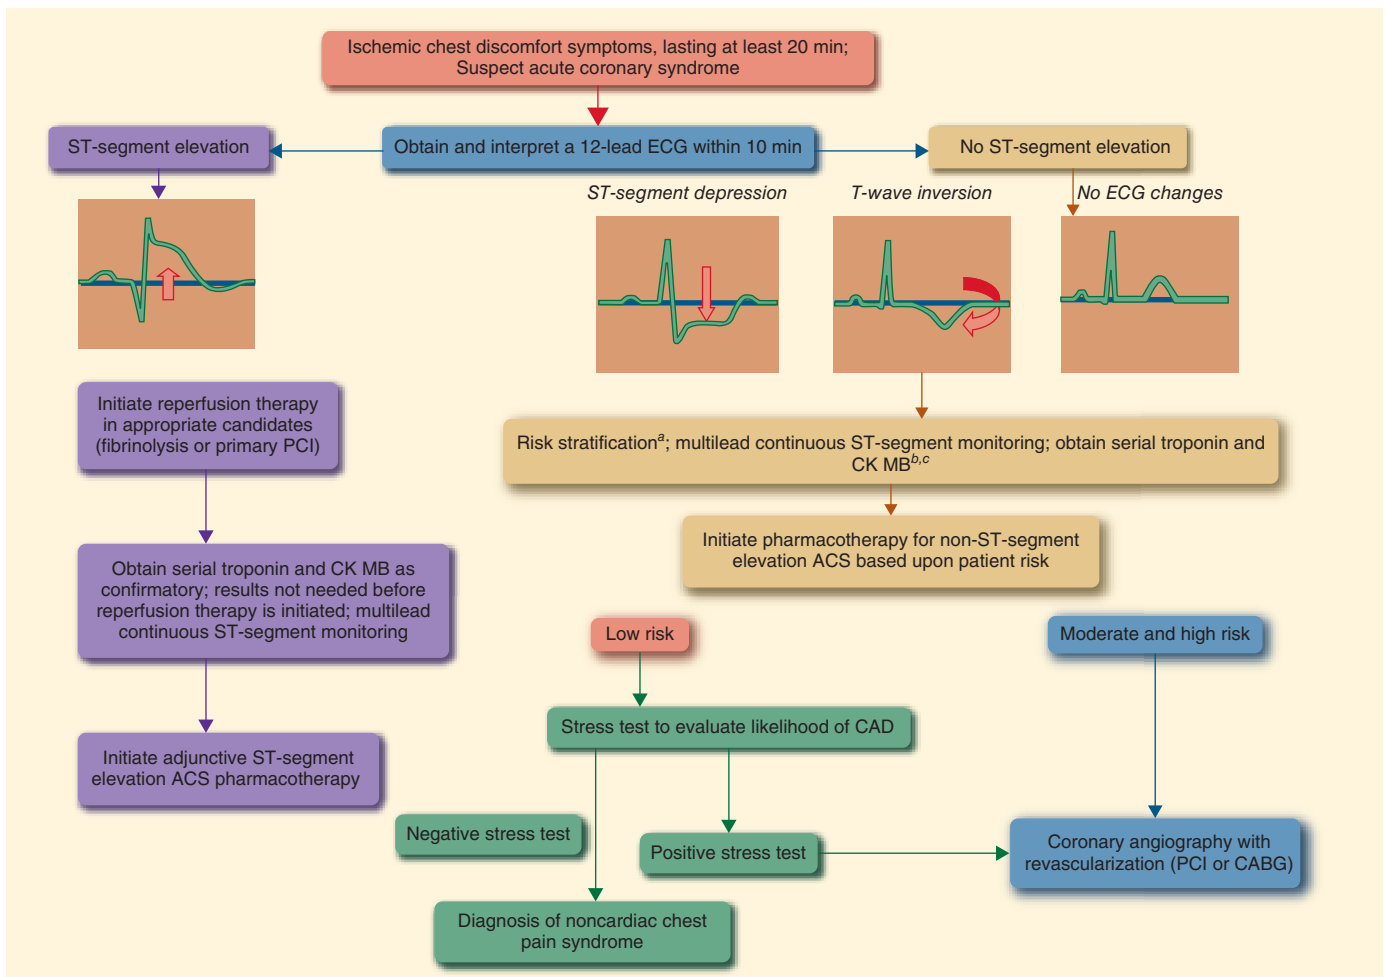 Ischemic chest discomfort symptoms, lasting at least 20 min;
Suspect acute coronary syndrome
ST-segment elevation
Obtain and interpret a 12-lead ECG within 10 min
No ST-segment elevation
ST-segment depression
T-wave inversion
No ECG changes
Initiate reperfusion therapy
in appropriate candidates
(fibrinolysis or primary PCI)
Risk stratificationa; multilead continuous ST-segment monitoring; obtain serial troponin and
CK MBb,c
Initiate pharmacotherapy for non-ST-segment
elevation ACS based upon patient risk
Obtain serial troponin and CK MB as
confirmatory; results not needed before
reperfusion therapy is initiated; multilead
continuous ST-segment monitoring
Low risk
Moderate and high risk
Stress test to evaluate likelihood of CAD
Initiate adjunctive ST-segment
elevation ACS pharmacotherapy
Negative stress test
Positive stress test
Coronary angiography with
revascularization (PCI or CABG)
Diagnosis of noncardiac chest
pain syndrome